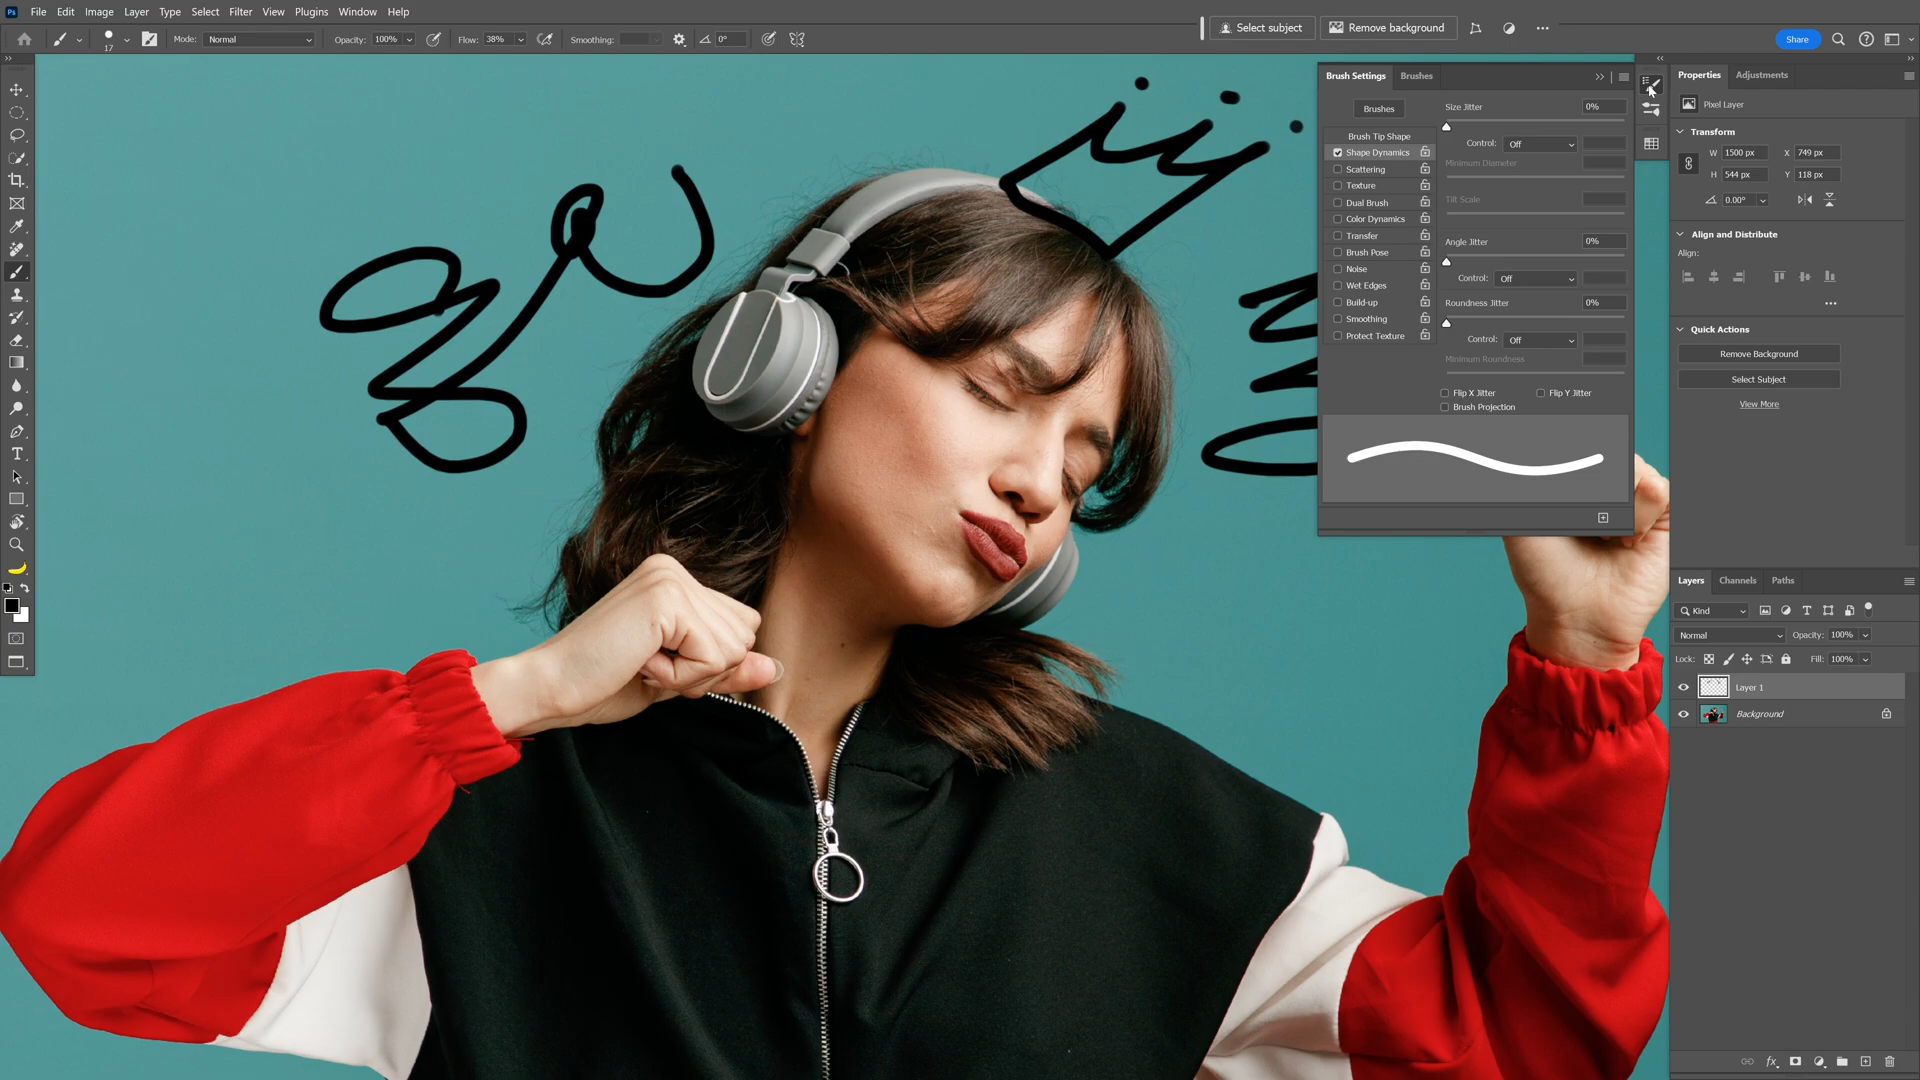 Ps File Edit Image Layer Type Select Filter View Plugins Window Help
Select subject Remove background
17 Mode: Normal Opacity: 100% Flow: 38% Smoothing: 0° Share
Brush Settings Brushes
Brushes
Brush Tip Shape
Shape Dynamics
Scattering
Texture
Dual Brush
Color Dynamics
Transfer
Brush Pose
Noise
Wet Edges
Build-up
Smoothing
Protect Texture
Size Jitter 0%
Control: Off
Minimum Diameter
Tilt Scale
Angle Jitter 0%
Control: Off
Roundness Jitter 0%
Control: Off
Minimum Roundness
Flip X Jitter Flip Y Jitter
Brush Projection
Properties Adjustments
Pixel Layer
Transform
W 1500 px X 749 px
H 544 px Y 118 px
0.00°
Align and Distribute
Align:
Quick Actions
Remove Background
Select Subject
View More
Layers Channels Paths
Kind
Normal Opacity: 100%
Lock: Fill: 100%
Layer 1
Background
fx